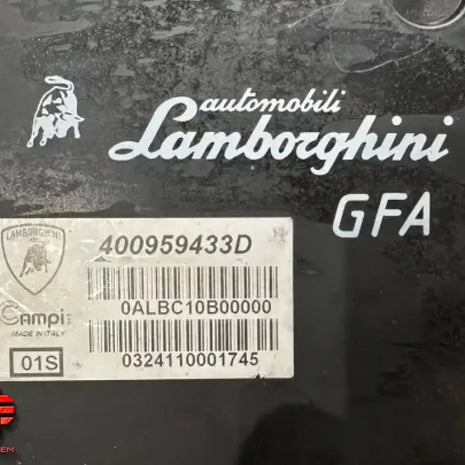 automobili
Lamborghini
GFA
LAMBORGHINI
400959433D
0ALBC10B00000
Campi
MADE IN ITALY
01S
0324110001745